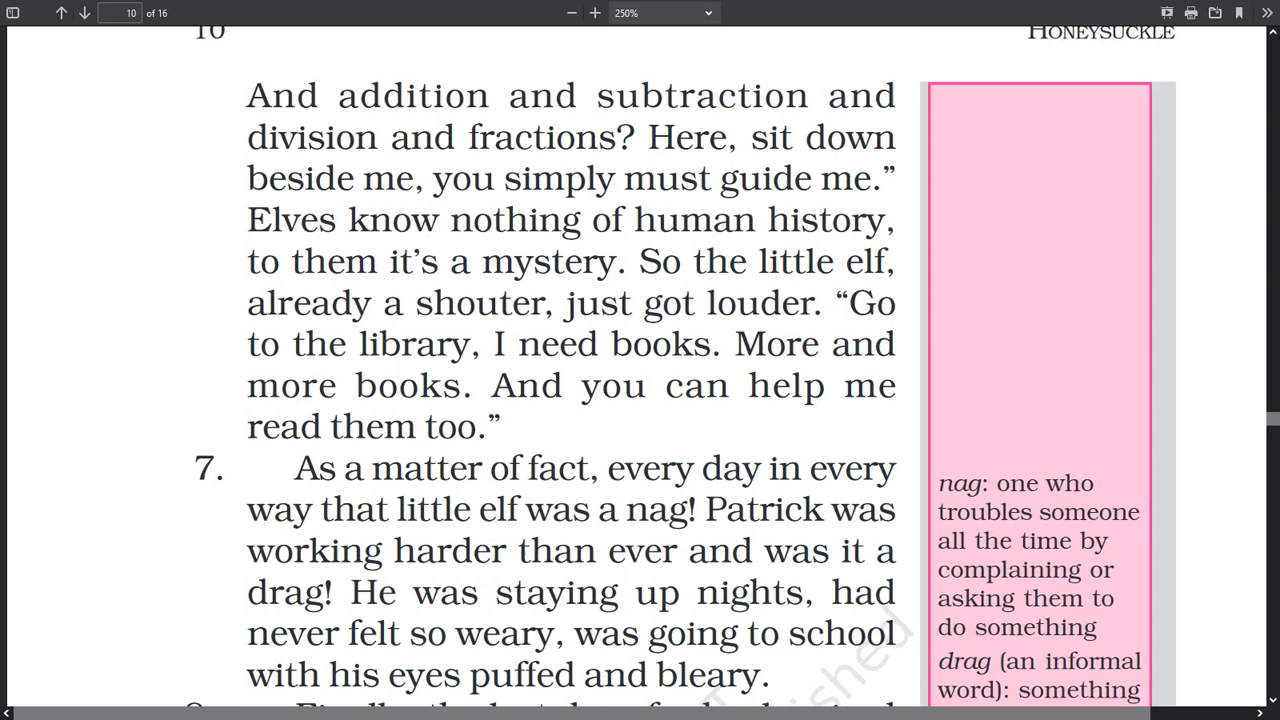 10 of 16
250%
10 HONEYSUCKLE
And addition and subtraction and
division and fractions? Here, sit down
beside me, you simply must guide me.”
Elves know nothing of human history,
to them it’s a mystery. So the little elf,
already a shouter, just got louder. “Go
to the library, I need books. More and
more books. And you can help me
read them too.”
7. As a matter of fact, every day in every
way that little elf was a nag! Patrick was
working harder than ever and was it a
drag! He was staying up nights, had
never felt so weary, was going to school
with his eyes puffed and bleary.
nag: one who
troubles someone
all the time by
complaining or
asking them to
do something
drag (an informal
word): something